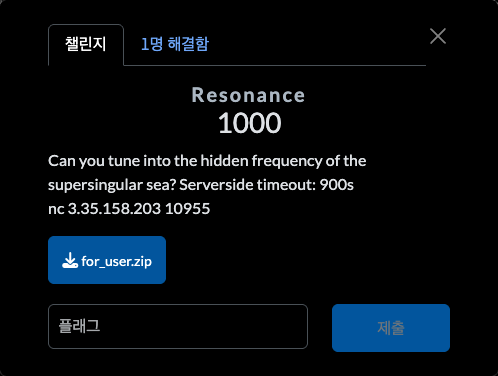 챌린지
1명 해결함
Resonance
1000
Can you tune into the hidden frequency of the
supersingular sea? Serverside timeout: 900s
nc 3.35.158.203 10955
for_user.zip
플래그
제출